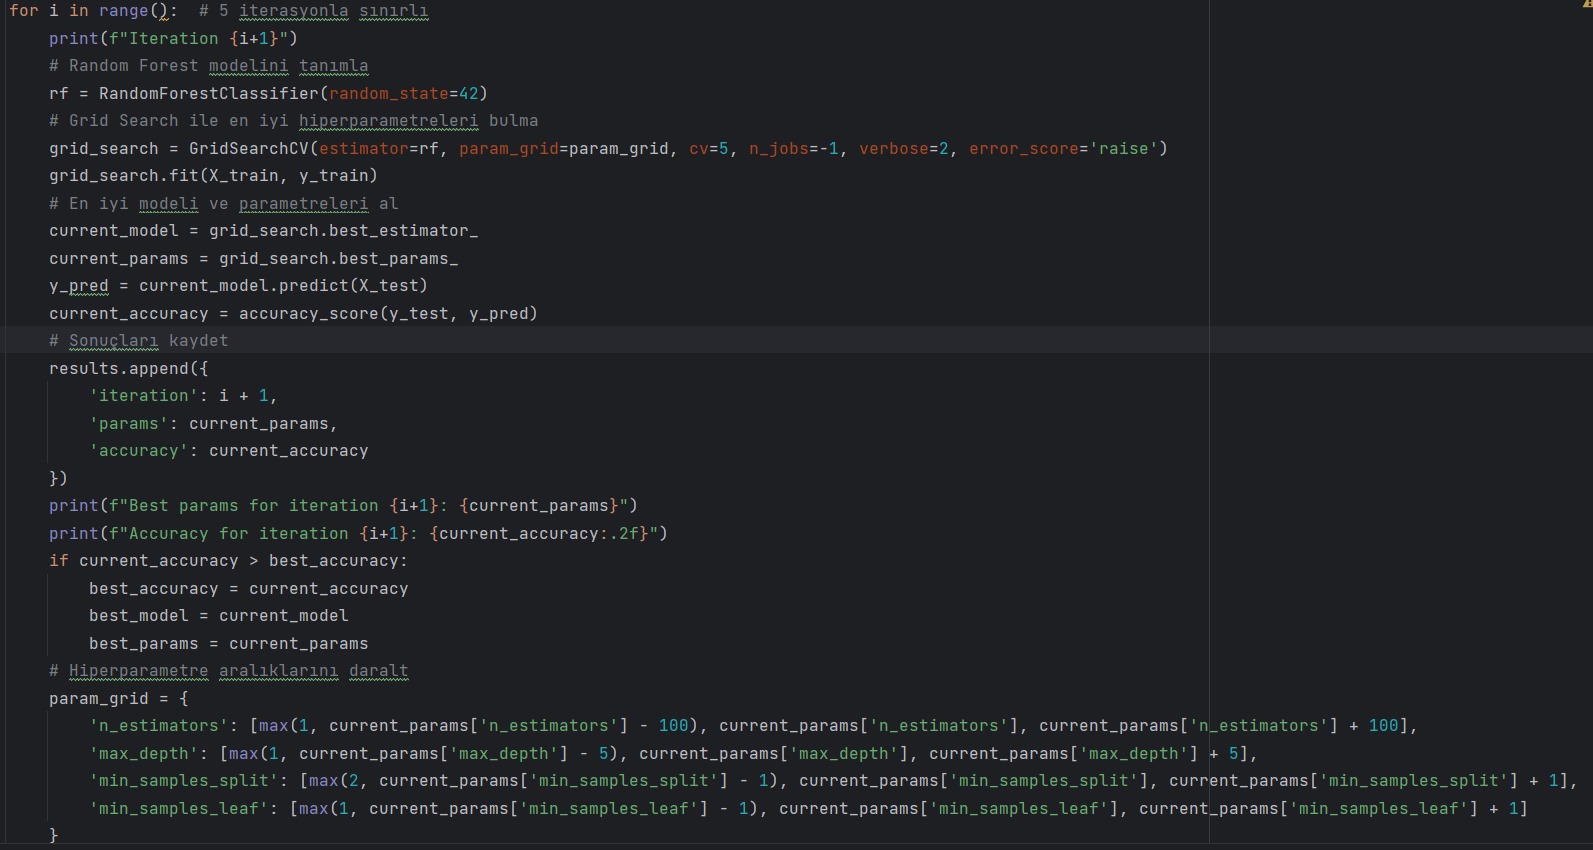 for i in range():  # 5 iterasyonla sınırlı
    print(f"Iteration {i+1}")
    # Random Forest modelini tanımla
    rf = RandomForestClassifier(random_state=42)
    # Grid Search ile en iyi hiperparametreleri bulma
    grid_search = GridSearchCV(estimator=rf, param_grid=param_grid, cv=5, n_jobs=-1, verbose=2, error_score='raise')
    grid_search.fit(X_train, y_train)
    # En iyi modeli ve parametreleri al
    current_model = grid_search.best_estimator_
    current_params = grid_search.best_params_
    y_pred = current_model.predict(X_test)
    current_accuracy = accuracy_score(y_test, y_pred)
    # Sonuçları kaydet
    results.append({
        'iteration': i + 1,
        'params': current_params,
        'accuracy': current_accuracy
    })
    print(f"Best params for iteration {i+1}: {current_params}")
    print(f"Accuracy for iteration {i+1}: {current_accuracy:.2f}")
    if current_accuracy > best_accuracy:
        best_accuracy = current_accuracy
        best_model = current_model
        best_params = current_params
    # Hiperparametre aralıklarını daralt
    param_grid = {
        'n_estimators': [max(1, current_params['n_estimators'] - 100), current_params['n_estimators'], current_params['n_estimators'] + 100],
        'max_depth': [max(1, current_params['max_depth'] - 5), current_params['max_depth'], current_params['max_depth'] + 5],
        'min_samples_split': [max(2, current_params['min_samples_split'] - 1), current_params['min_samples_split'], current_params['min_samples_split'] + 1],
        'min_samples_leaf': [max(1, current_params['min_samples_leaf'] - 1), current_params['min_samples_leaf'], current_params['min_samples_leaf'] + 1]
    }